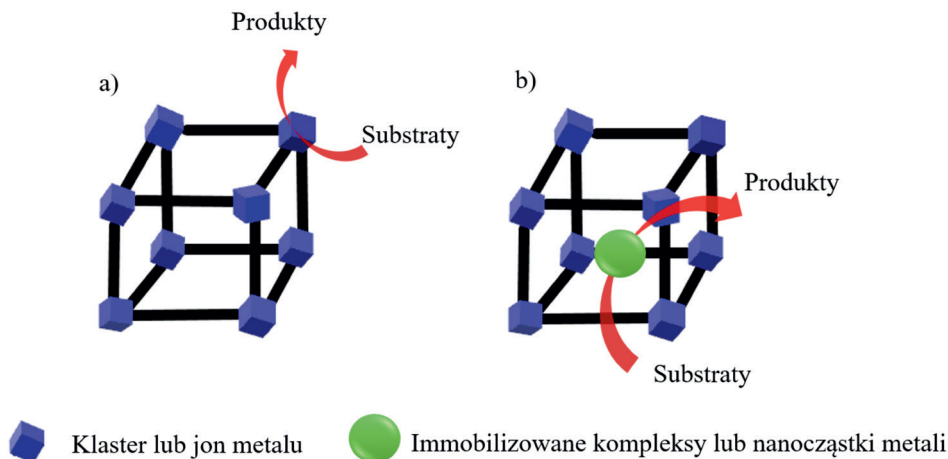 Produkty
a)
Substraty
b)
Produkty
Substraty
Klaster lub jon metalu
Immobilizowane kompleksy lub nanocząstki metali